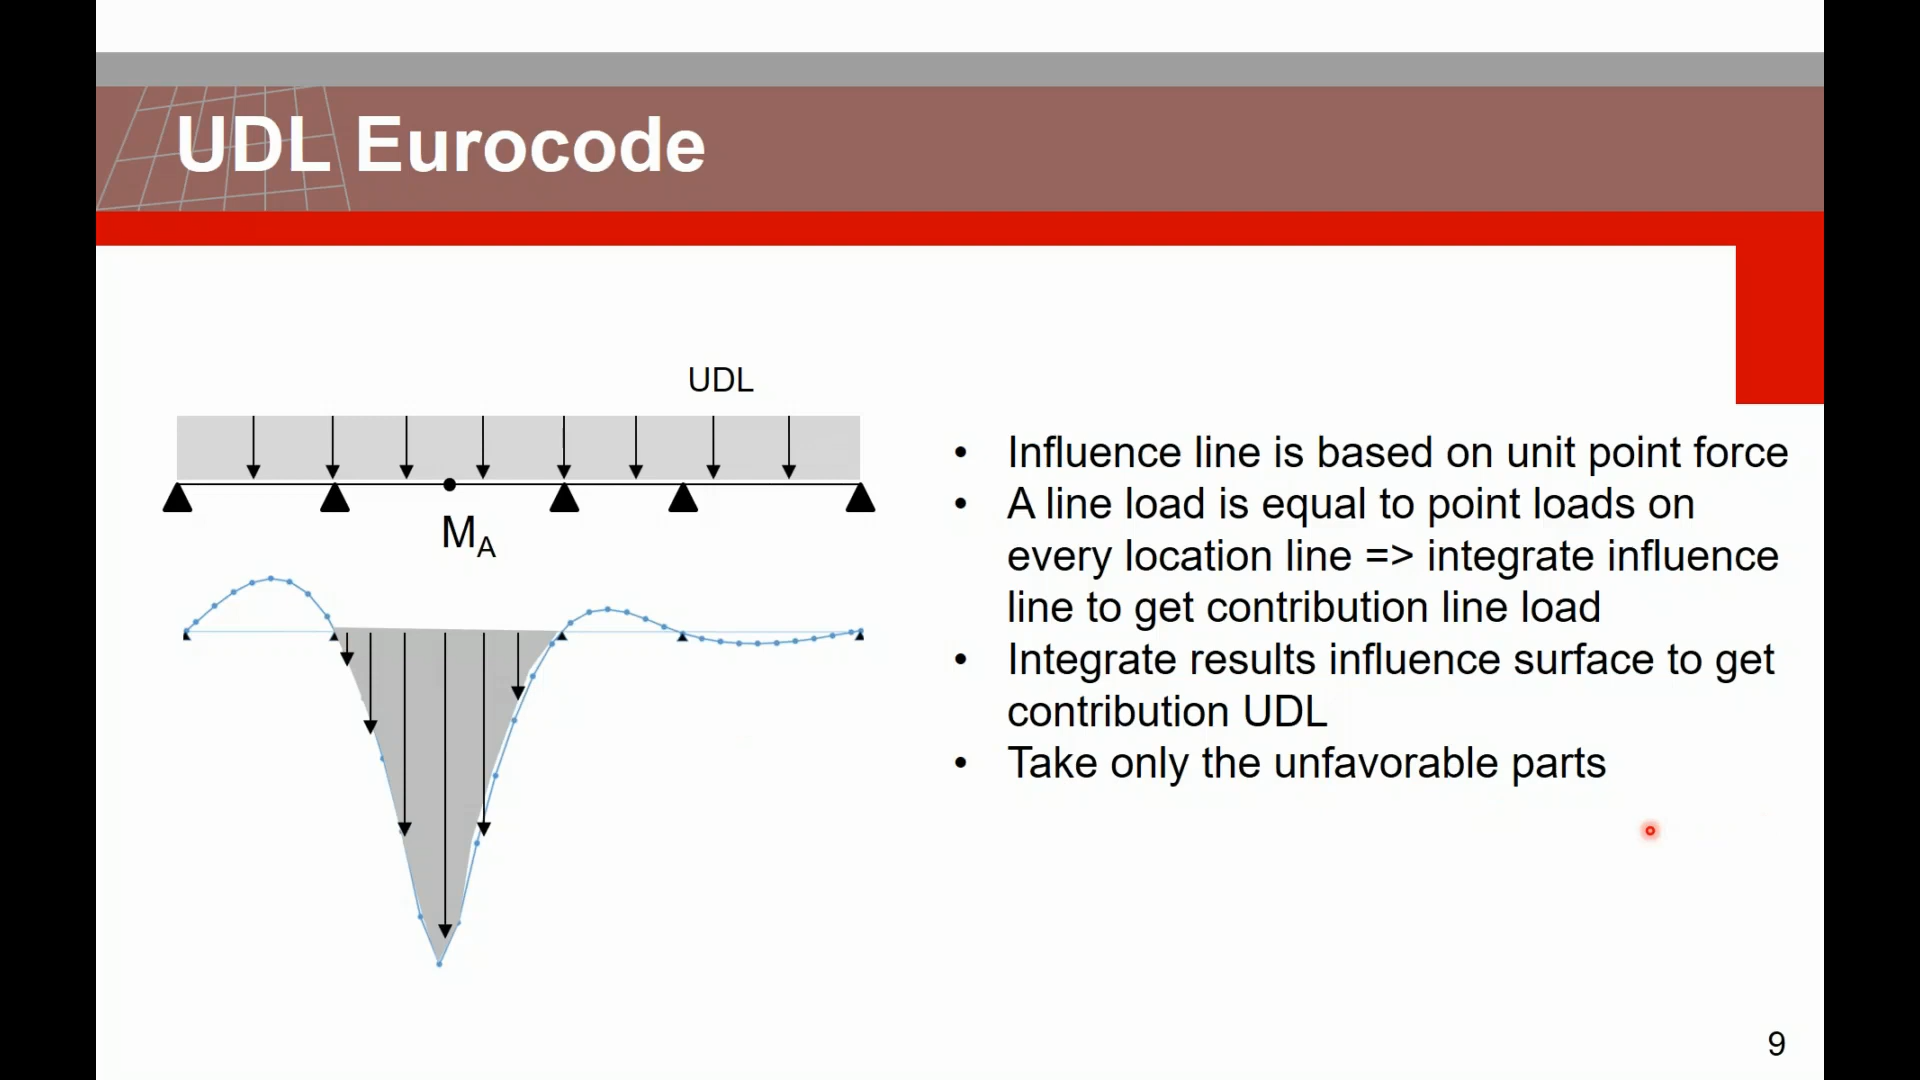 UDL Eurocode
UDL
M_A
• Influence line is based on unit point force
• A line load is equal to point loads on
every location line => integrate influence
line to get contribution line load
• Integrate results influence surface to get
contribution UDL
• Take only the unfavorable parts
9